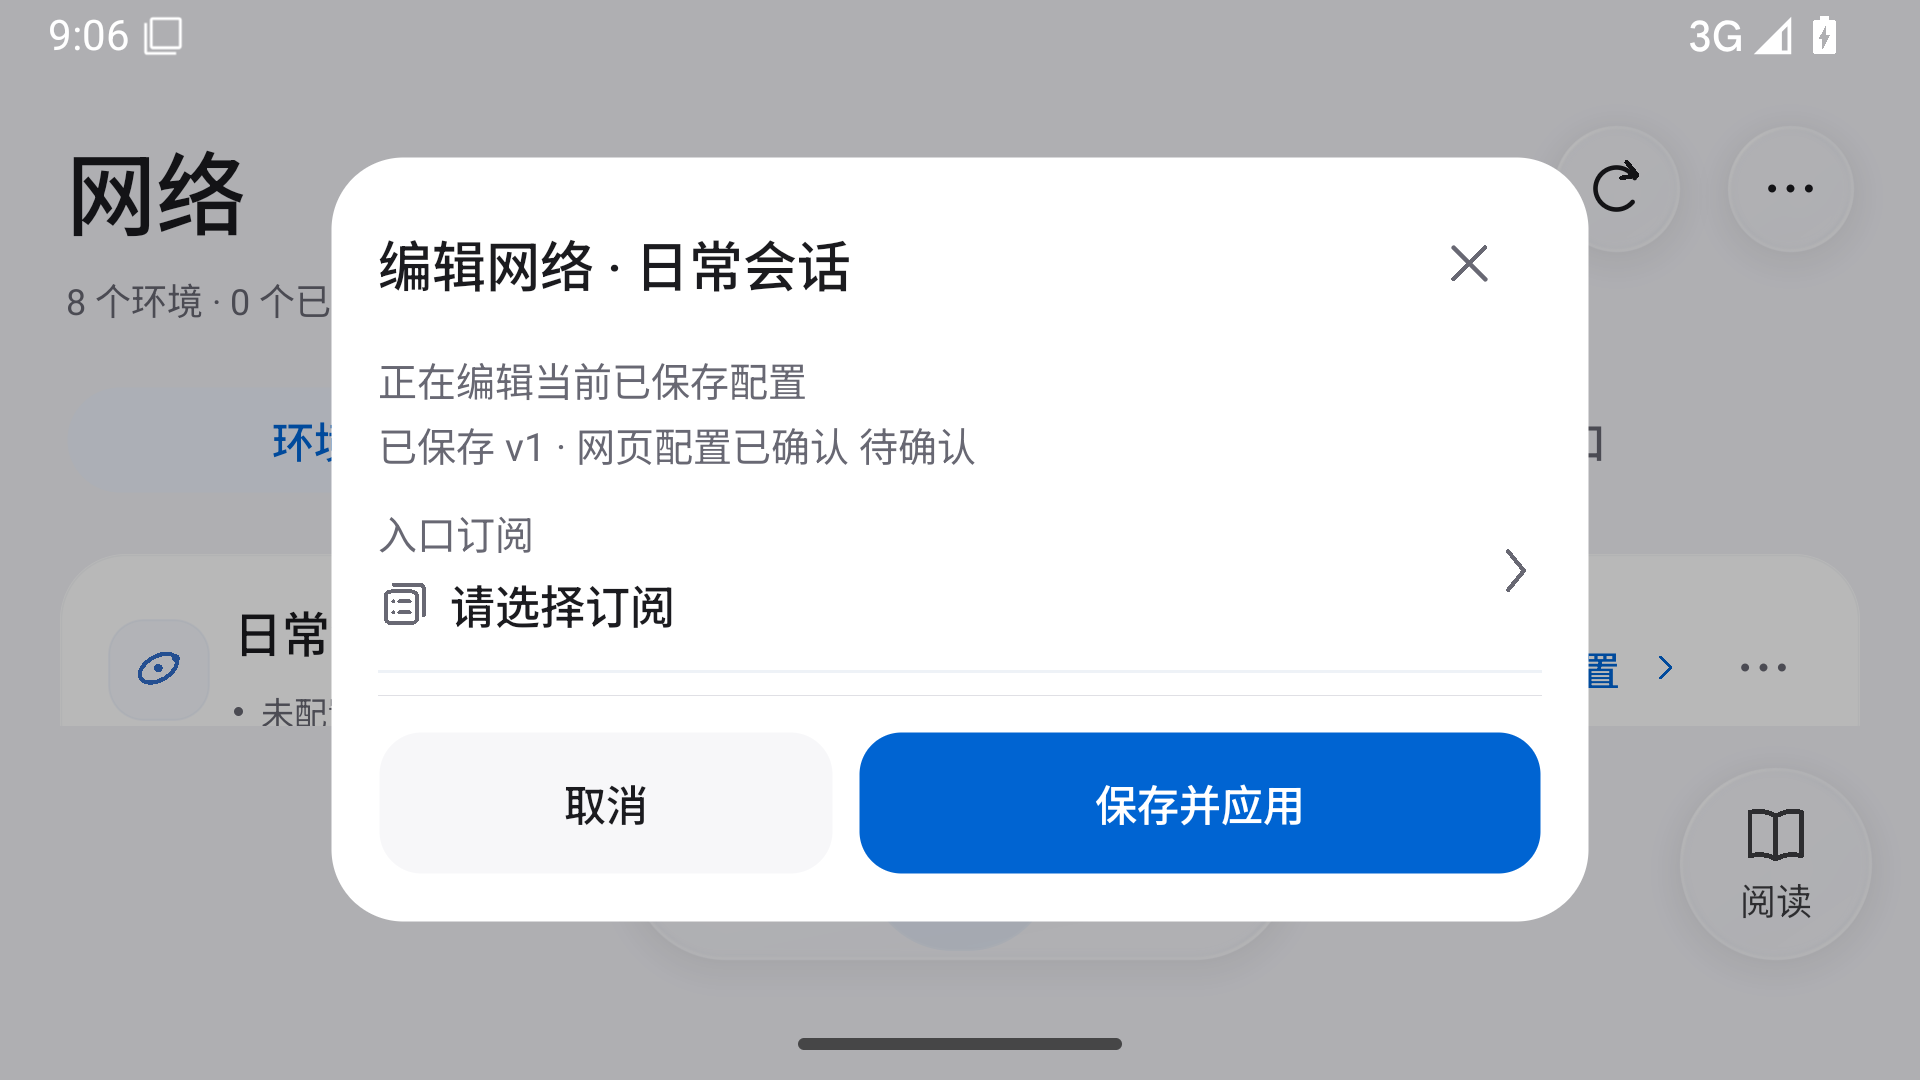 9:06
3G
网络
8 个环境 · 0 个已
编辑网络 · 日常会话
正在编辑当前已保存配置
已保存 v1 · 网页配置已确认 待确认
环境
口
入口订阅
请选择订阅
日常
置
• 未配
取消
保存并应用
阅读